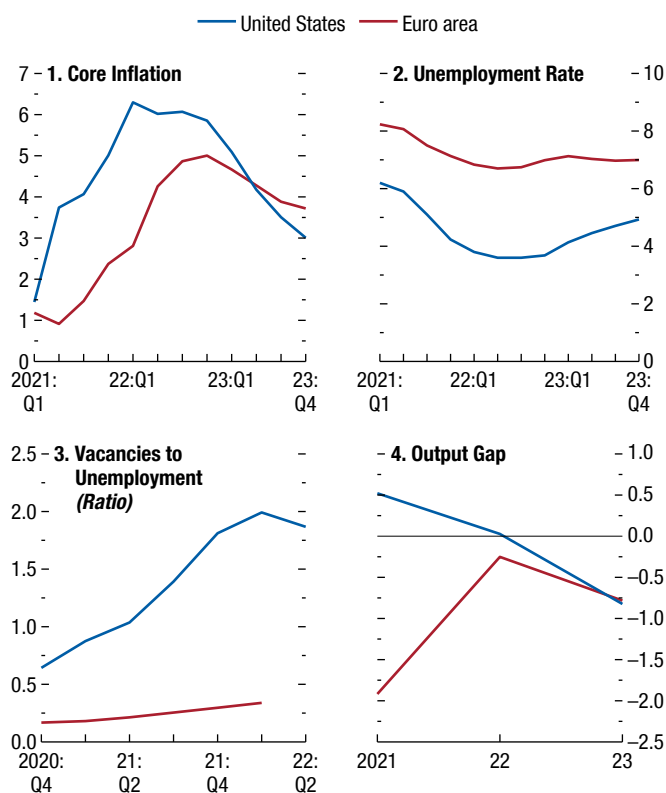 United States Euro area
1. Core Inflation
7
6
5
4
3
2
1
0
2021:
Q1
22:Q1
23:Q1
23:
Q4
2. Unemployment Rate
10
8
6
4
2
0
2021:
Q1
22:Q1
23:Q1
23:
Q4
3. Vacancies to
Unemployment
(Ratio)
2.5
2.0
1.5
1.0
0.5
0.0
2020:
Q4
21:
Q2
21:
Q4
22:
Q2
4. Output Gap
1.0
0.5
0.0
–0.5
–1.0
–1.5
–2.0
–2.5
2021
22
23